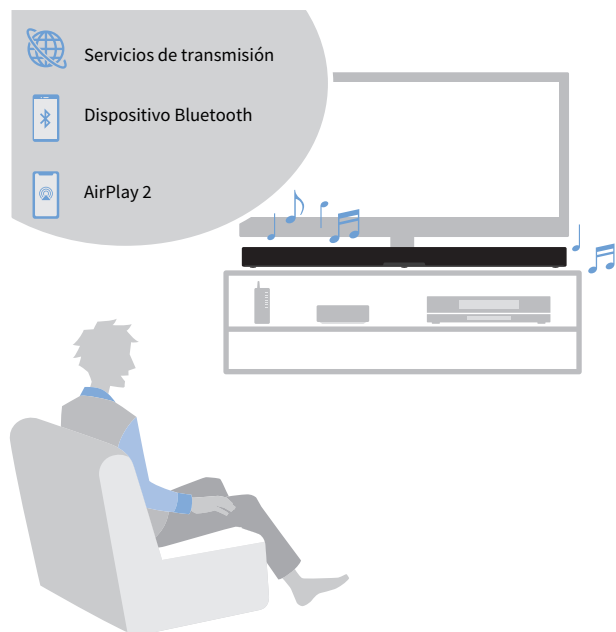 Servicios de transmisión
Dispositivo Bluetooth
AirPlay 2